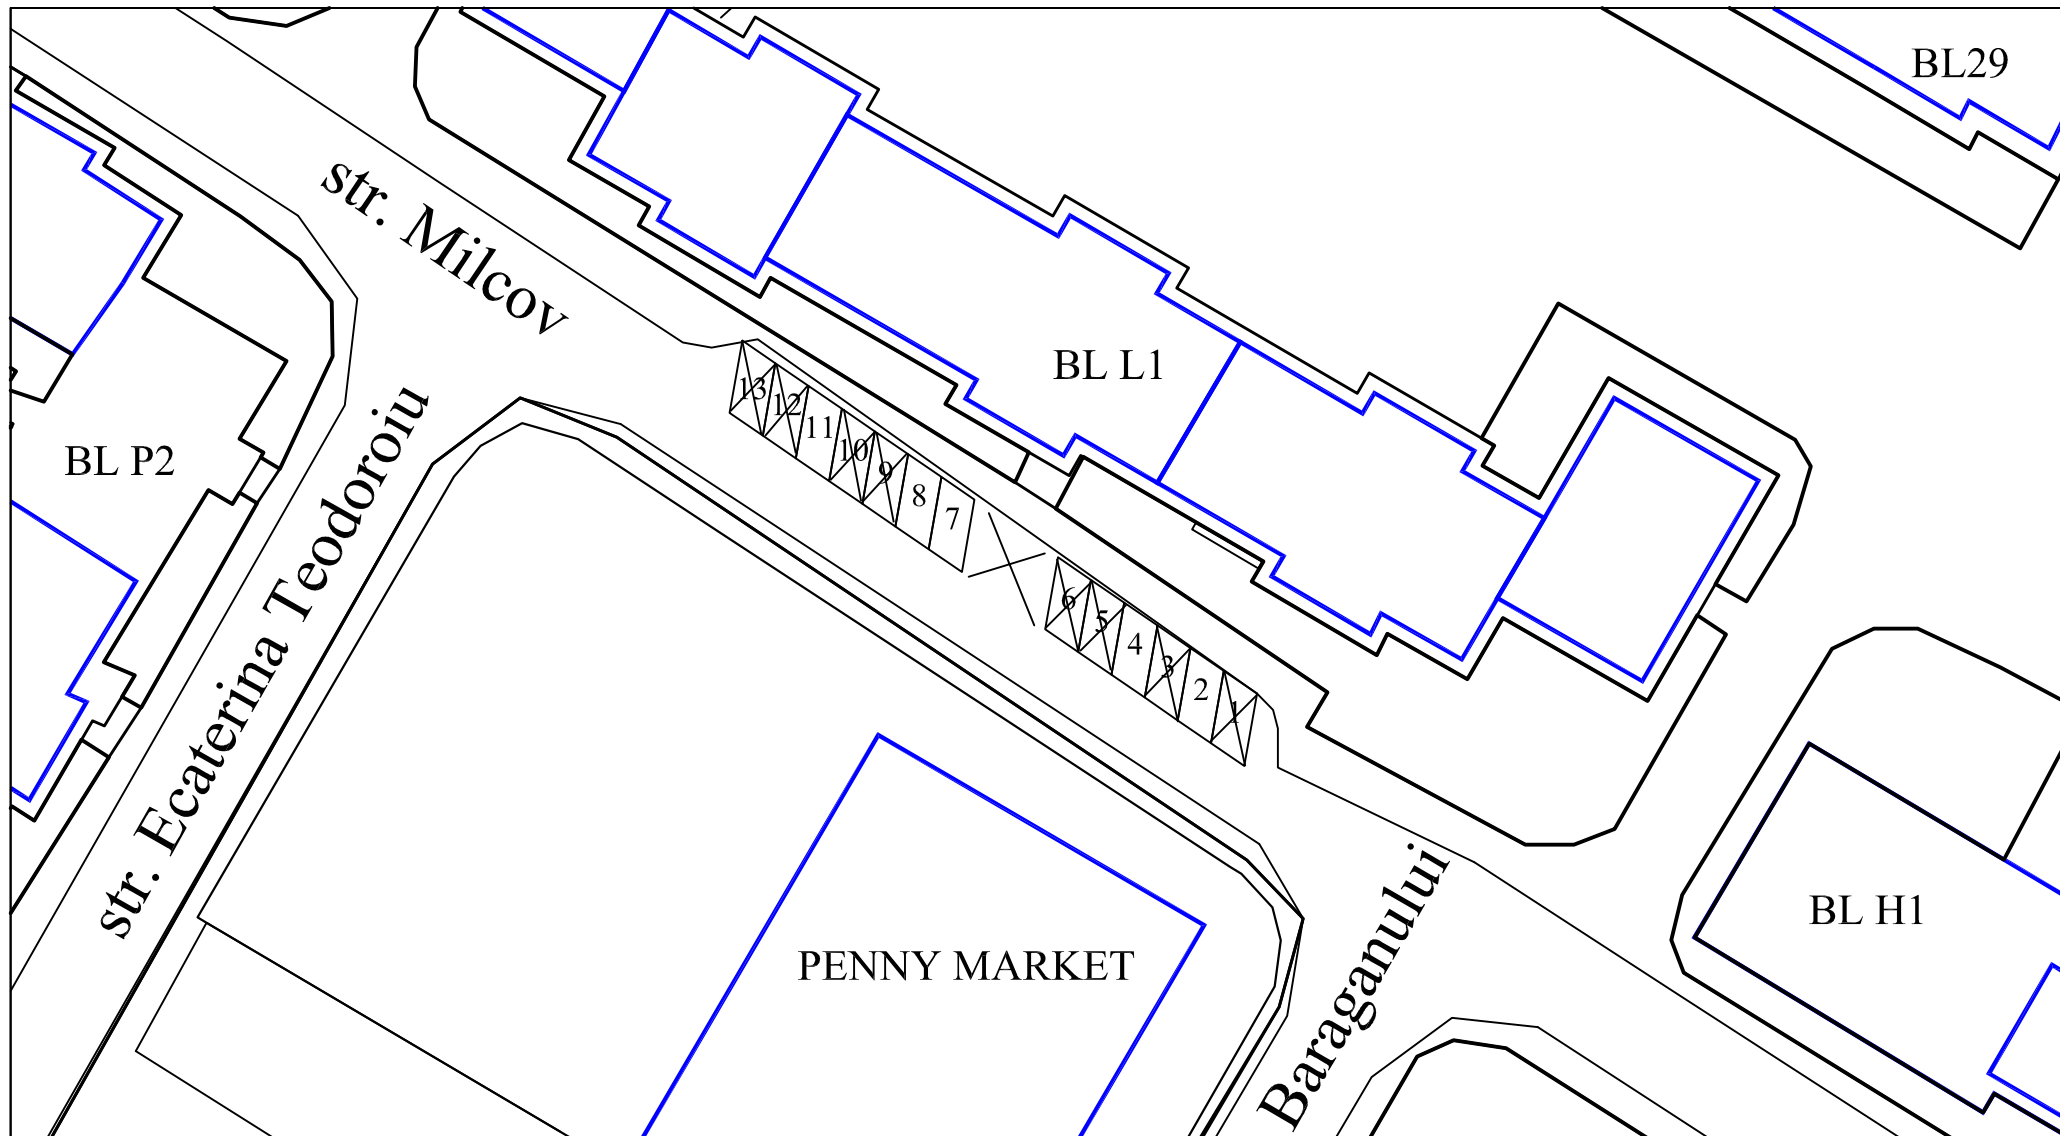 BL29
str. Milcov
BL L1
13
12
11
10
9
8
7
BL P2
str. Ecaterina Teodoroiu
6
5
4
3
2
1
BL H1
PENNY MARKET
Baraganului